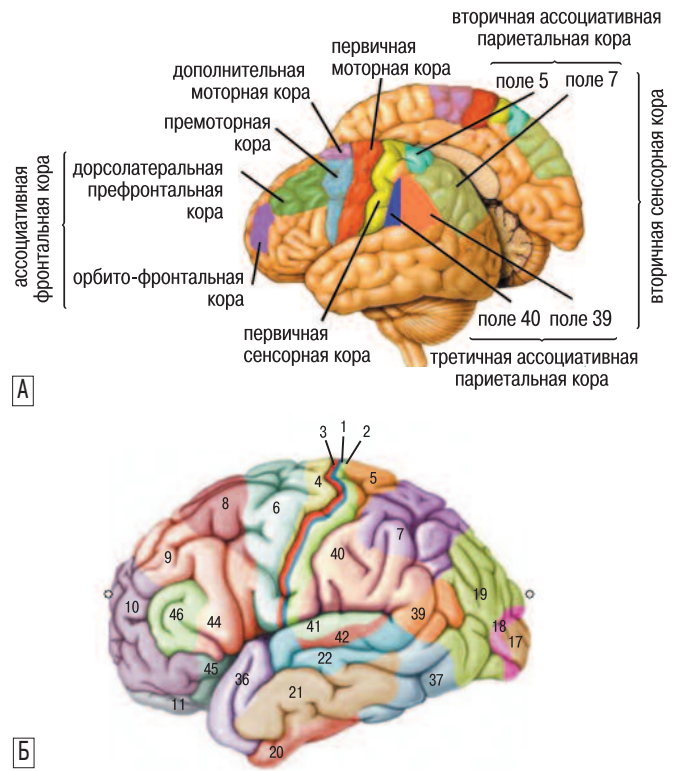 вторичная ассоциативная
париетальная кора
поле 5
поле 7
первичная
моторная кора
дополнительная
моторная кора
премоторная
кора
дорсолатеральная
префронтальная
кора
орбито-фронтальная
кора
ассоциативная
фронтальная кора
вторичная сенсорная кора
первичная
сенсорная кора
поле 40
поле 39
третичная ассоциативная
париетальная кора
А
3
1
2
4
5
8
6
7
9
40
10
46
44
19
39
41
42
18
17
45
22
36
37
11
21
20
Б